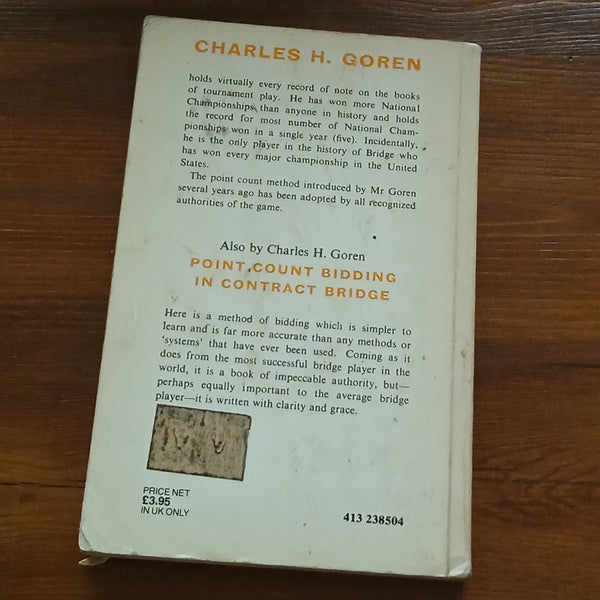 CHARLES H. GOREN
holds virtually every record of note on the books
of tournament play. He has won more National
Championships than anyone in history and holds
the record for most number of National Cham-
pionships won in a single year (five). Incidentally,
he is the only player in the history of Bridge who
has won every major championship in the United
States.
The point count method introduced by Mr Goren
several years ago has been adopted by all recognized
authorities of the game.
Also by Charles H. Goren
POINT COUNT BIDDING
IN CONTRACT BRIDGE
Here is a method of bidding which is simpler to
learn and is far more accurate than any methods or
'systems' that have ever been used. Coming as it
does from the most successful bridge player in the
world, it is a book of impeccable authority, but—
perhaps equally important to the average bridge
player—it is written with clarity and grace.
PRICE NET
£3.95
IN UK ONLY
413 238504